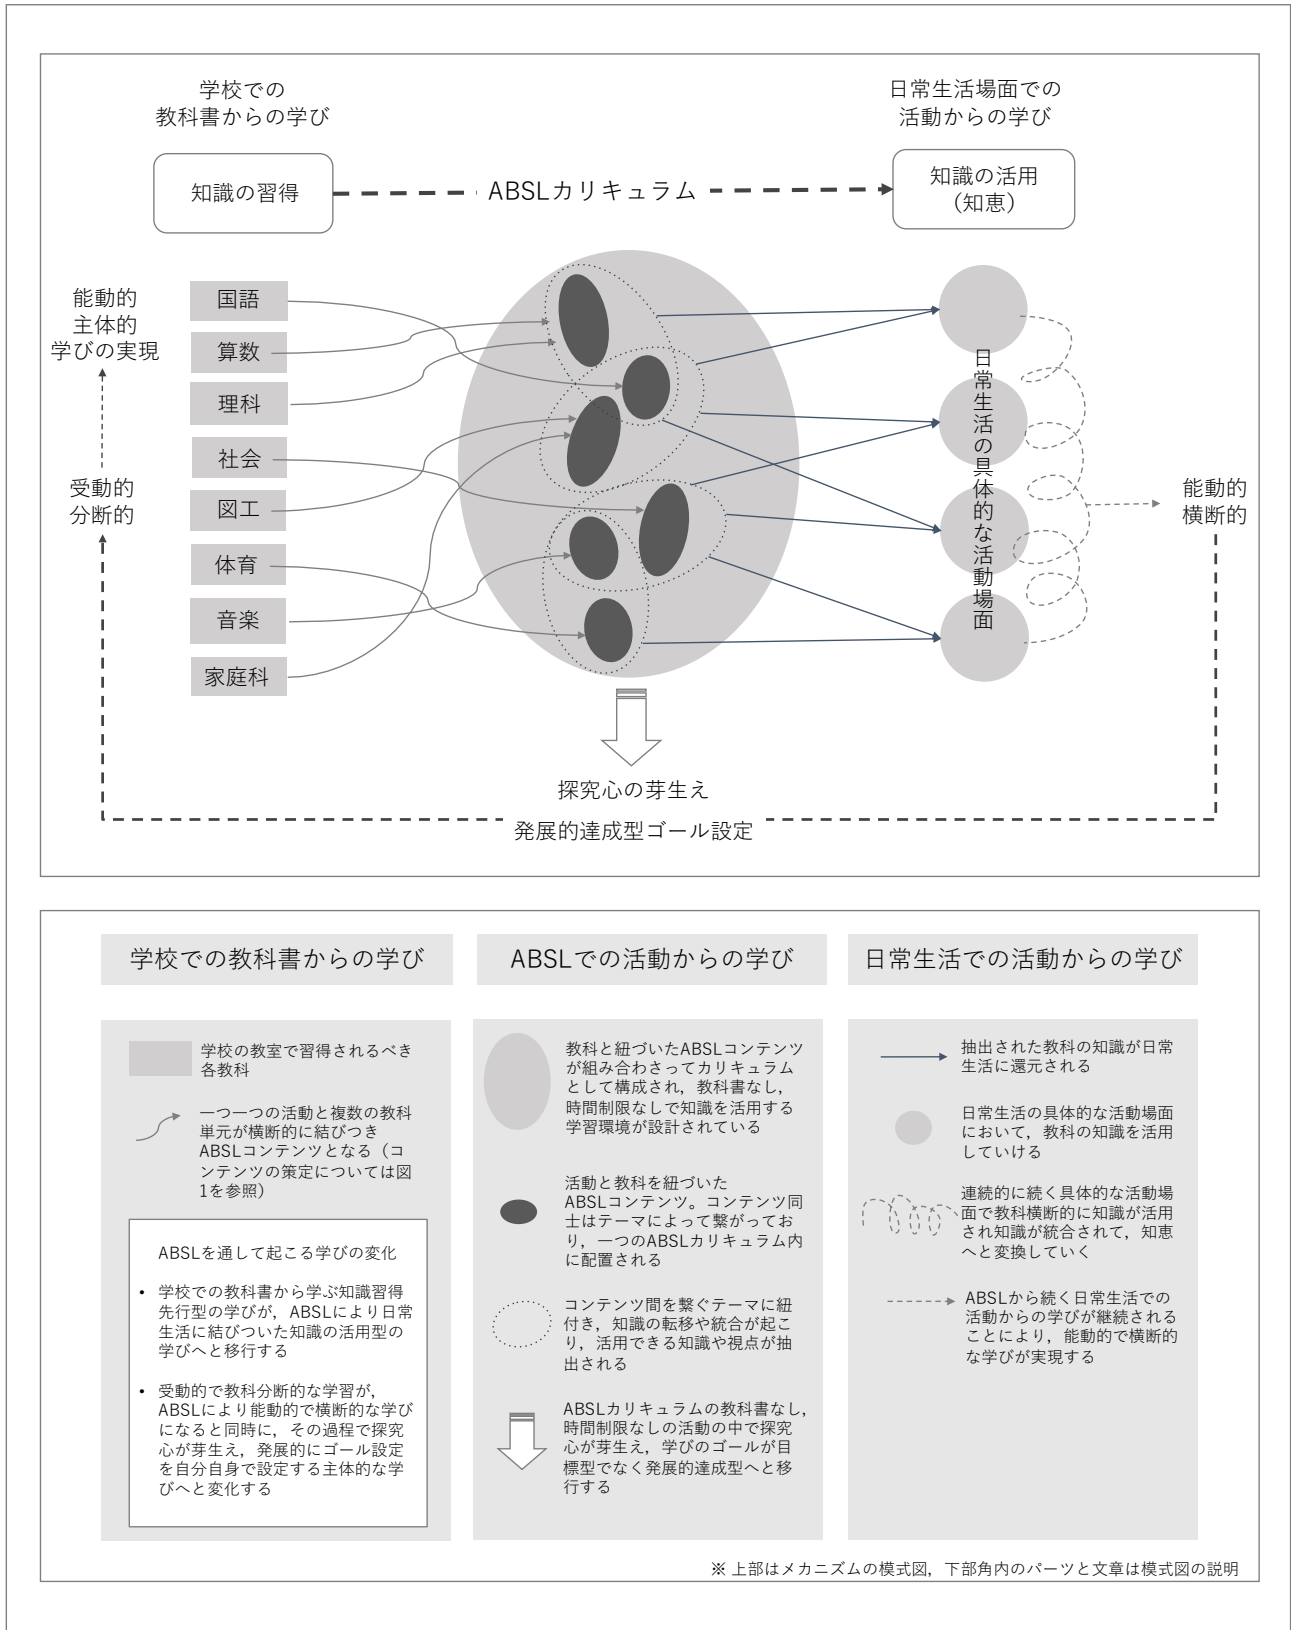 学校での
教科書からの学び
日常生活場面での
活動からの学び
知識の習得
ABSLカリキュラム
知識の活用
（知恵）
能動的
主体的
学びの実現
受動的
分断的
国語
算数
理科
社会
図工
体育
音楽
家庭科
日常生活の具体的な活動場面
能動的
横断的
探究心の芽生え
発展的達成型ゴール設定
学校での教科書からの学び
学校の教室で習得されるべき
各教科
一つ一つの活動と複数の教科
単元が横断的に結びつき
ABSLコンテンツとなる（コ
ンテンツの策定については図
1を参照）
ABSLを通して起こる学びの変化
• 学校での教科書から学ぶ知識習得
先行型の学びが，ABSLにより日常
生活に結びついた知識の活用型の
学びへと移行する
• 受動的で教科分断的な学習が，
ABSLにより能動的で横断的な学び
になると同時に，その過程で探究
心が芽生え，発展的にゴール設定
を自分自身で設定する主体的な学
びへと変化する
ABSLでの活動からの学び
教科と紐づいたABSLコンテンツ
が組み合わさってカリキュラム
として構成され，教科書なし，
時間制限なしで知識を活用する
学習環境が設計されている
活動と教科を紐づいた
ABSLコンテンツ。コンテンツ同
士はテーマによって繋がってお
り，一つのABSLカリキュラム内
に配置される
コンテンツ間を繋ぐテーマに紐
付き，知識の転移や統合が起こ
り，活用できる知識や視点が抽
出される
ABSLカリキュラムの教科書なし，
時間制限なしの活動の中で探究
心が芽生え，学びのゴールが目
標型でなく発展的達成型へと移
行する
日常生活での活動からの学び
抽出された教科の知識が日常
生活に還元される
日常生活の具体的な活動場面
において，教科の知識を活用
していける
連続的に続く具体的な活動場
面で教科横断的に知識が活用
され知識が統合されて，知恵
へと変換していく
ABSLから続く日常生活での
活動からの学びが継続される
ことにより，能動的で横断的
な学びが実現する
※ 上部はメカニズムの模式図，下部角内のパーツと文章は模式図の説明